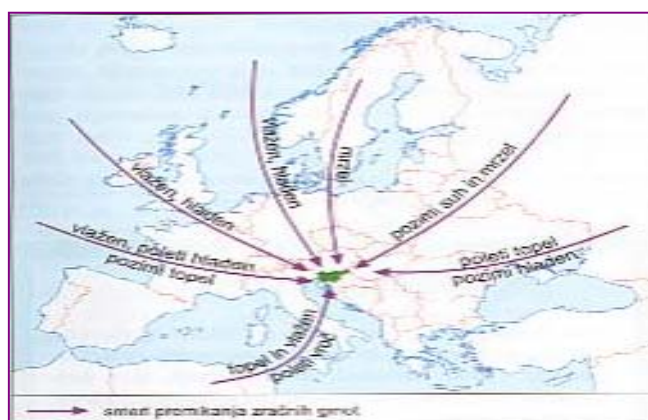 vlažen, hladen
mrzel
vlažen, hladen
pozimi suh in mrzel
vlažen, poleti hladen
pozimi topel
poleti topel
pozimi hladen
topel in vlažen
poleti vroč
smeri premikanja zračnih gmot